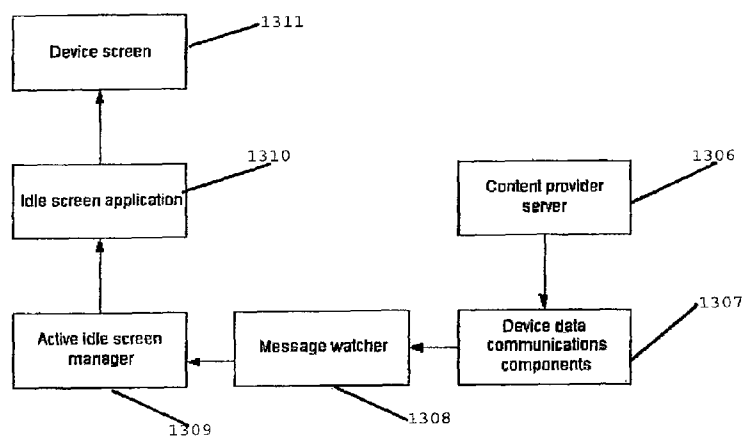 1311
Device screen
1310
Idle screen application
1306
Content provider
server
1307
Active idle screen
manager
Message watcher
Device data
communications
components
1309
1308